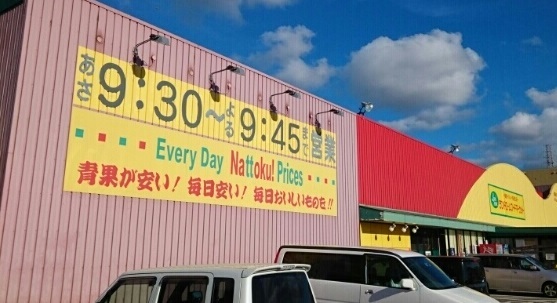 あさ9:30〜よる9:45まで営業
Every Day Nattoku! Prices
青果が安い! 毎日安い! 毎日おいしいもの市!!